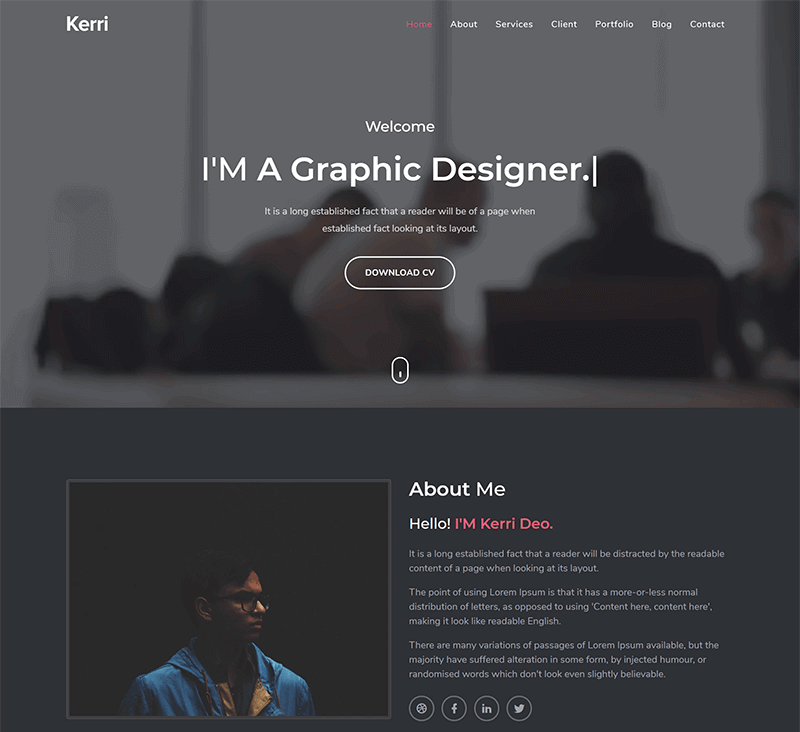 Kerri
Home About Services Client Portfolio Blog Contact
Welcome
I'M A Graphic Designer.|
It is a long established fact that a reader will be of a page when
established fact looking at its layout.
DOWNLOAD CV
About Me
Hello! I'M Kerri Deo.
It is a long established fact that a reader will be distracted by the readable
content of a page when looking at its layout.
The point of using Lorem Ipsum is that it has a more-or-less normal
distribution of letters, as opposed to using 'Content here, content here',
making it look like readable English.
There are many variations of passages of Lorem Ipsum available, but the
majority have suffered alteration in some form, by injected humour, or
randomised words which don't look even slightly believable.